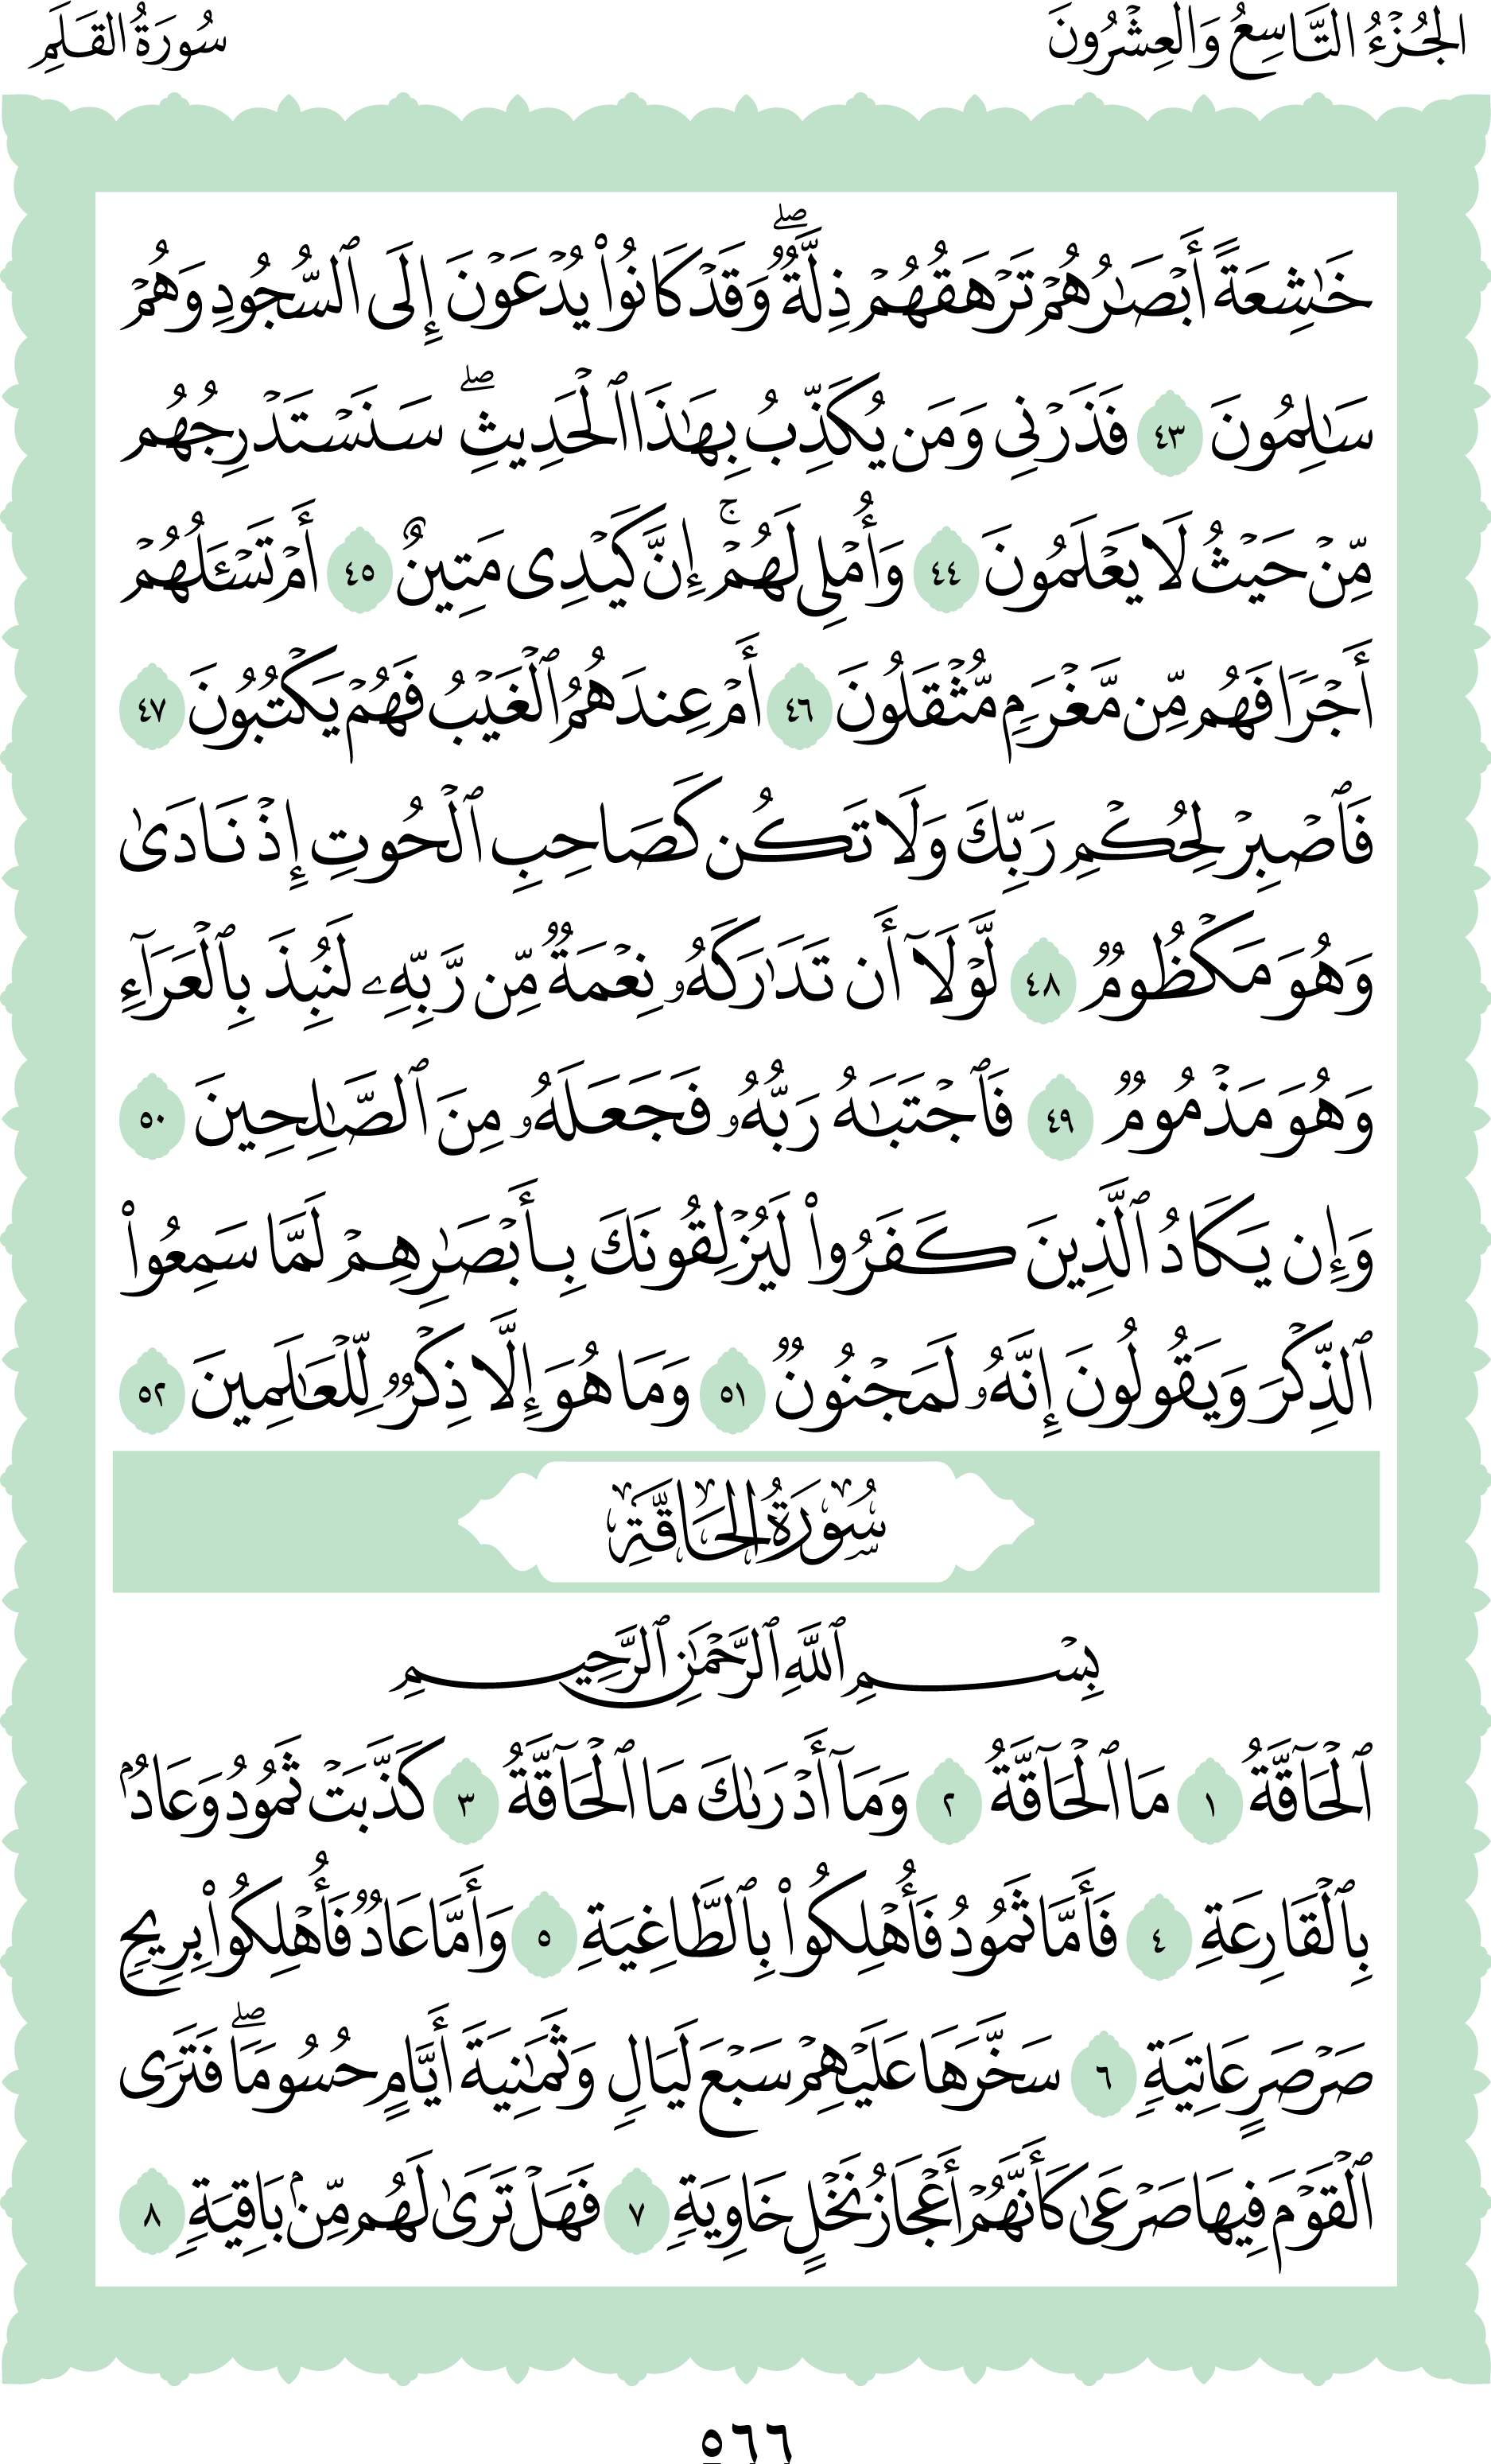 الجُزْءُ التَّاسِعُ وَالعِشْرُونَ
سُورَةُ القَلَمِ
خَٰشِعَةً أَبْصَٰرُهُمْ تَرْهَقُهُمْ ذِلَّةٌۖ وَقَدْ كَانُوا۟ يُدْعَوْنَ إِلَى ٱلسُّجُودِ وَهُمْ
سَٰلِمُونَ ٤٣ فَذَرْنِى وَمَن يُكَذِّبُ بِهَٰذَا ٱلْحَدِيثِۖ سَنَسْتَدْرِجُهُم
مِّنْ حَيْثُ لَا يَعْلَمُونَ ٤٤ وَأُمْلِى لَهُمْۚ إِنَّ كَيْدِى مَتِينٌ ٤٥ أَمْ تَسْـَٔلُهُمْ
أَجْرًا فَهُم مِّن مَّغْرَمٍ مُّثْقَلُونَ ٤٦ أَمْ عِندَهُمُ ٱلْغَيْبُ فَهُمْ يَكْتُبُونَ ٤٧
فَٱصْبِرْ لِحُكْمِ رَبِّكَ وَلَا تَكُن كَصَاحِبِ ٱلْحُوتِ إِذْ نَادَىٰ
وَهُوَ مَكْظُومٌ ٤٨ لَّوْلَآ أَن تَدَٰرَكَهُۥ نِعْمَةٌ مِّن رَّبِّهِۦ لَنُبِذَ بِٱلْعَرَآءِ
وَهُوَ مَذْمُومٌ ٤٩ فَٱجْتَبَٰهُ رَبُّهُۥ فَجَعَلَهُۥ مِنَ ٱلصَّٰلِحِينَ ٥٠
وَإِن يَكَادُ ٱلَّذِينَ كَفَرُوا۟ لَيُزْلِقُونَكَ بِأَبْصَٰرِهِمْ لَمَّا سَمِعُوا۟
ٱلذِّكْرَ وَيَقُولُونَ إِنَّهُۥ لَمَجْنُونٌ ٥١ وَمَا هُوَ إِلَّا ذِكْرٌ لِّلْعَٰلَمِينَ ٥٢
سُورَةُ الحَاقَّةِ
بِسْمِ ٱللَّهِ ٱلرَّحْمَٰنِ ٱلرَّحِيمِ
ٱلْحَآقَّةُ ١ مَا ٱلْحَآقَّةُ ٢ وَمَآ أَدْرَىٰكَ مَا ٱلْحَآقَّةُ ٣ كَذَّبَتْ ثَمُودُ وَعَادٌۢ
بِٱلْقَارِعَةِ ٤ فَأَمَّا ثَمُودُ فَأُهْلِكُوا۟ بِٱلطَّاغِيَةِ ٥ وَأَمَّا عَادٌ فَأُهْلِكُوا۟ بِرِيحٍ
صَرْصَرٍ عَاتِيَةٍ ٦ سَخَّرَهَا عَلَيْهِمْ سَبْعَ لَيَالٍ وَثَمَٰنِيَةَ أَيَّامٍ حُسُومًاۖ فَتَرَى
ٱلْقَوْمَ فِيهَا صَرْعَىٰ كَأَنَّهُمْ أَعْجَازُ نَخْلٍ خَاوِيَةٍ ٧ فَهَلْ تَرَىٰ لَهُم مِّنۢ بَاقِيَةٍ ٨
٥٦٦